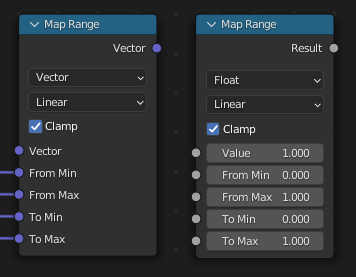 Map Range
Vector
Vector
Linear
Clamp
Vector
From Min
From Max
To Min
To Max
Map Range
Result
Float
Linear
Clamp
Value 1.000
From Min 0.000
From Max 1.000
To Min 0.000
To Max 1.000